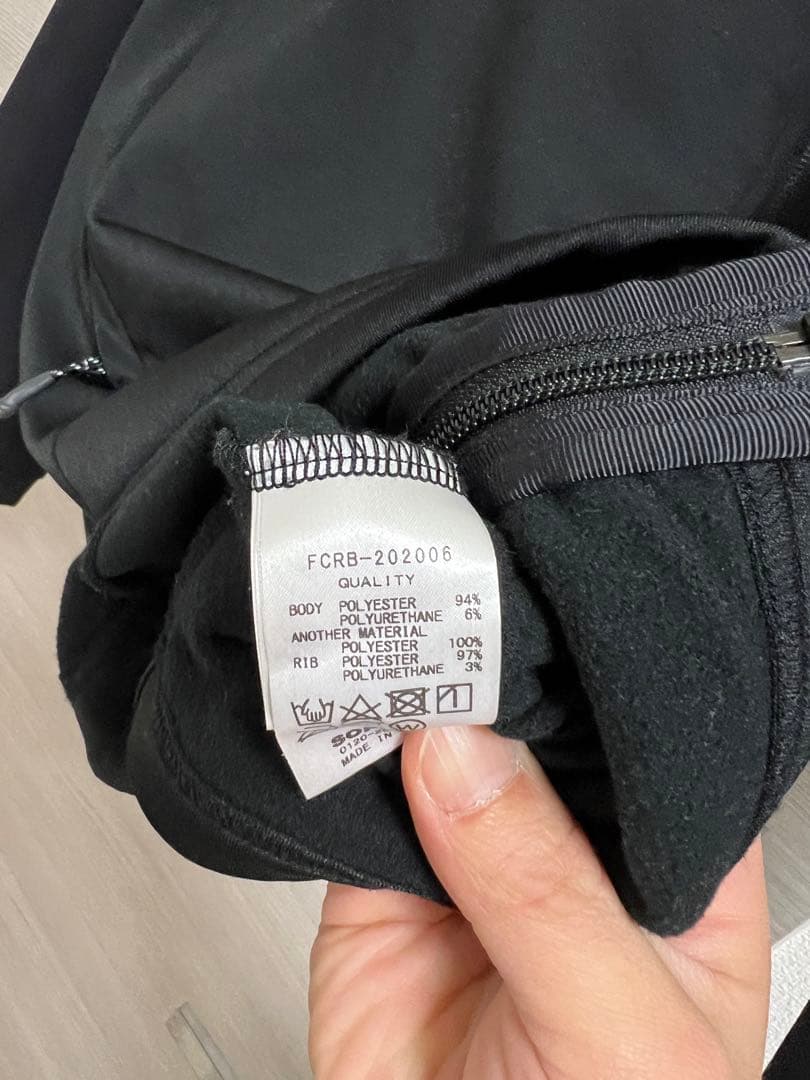 FCRB-202006
QUALITY
BODY POLYESTER 94%
POLYURETHANE 6%
ANOTHER MATERIAL
POLYESTER 100%
RIB POLYESTER 97%
POLYURETHANE 3%
W
0120-
MADE IN